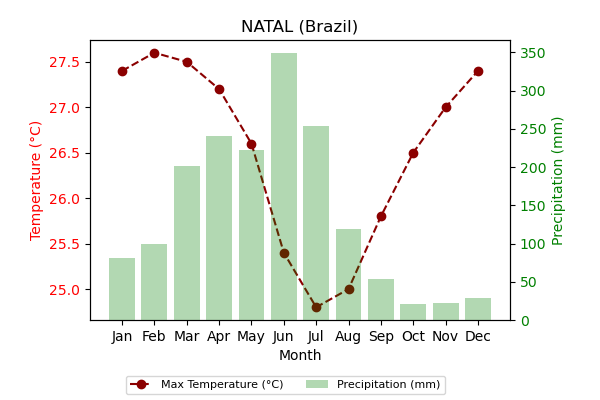 NATAL (Brazil)
27.5
27.0
26.5
26.0
25.5
25.0
Temperature (°C)
350
300
250
200
150
100
50
0
Precipitation (mm)
Jan Feb Mar Apr May Jun Jul Aug Sep Oct Nov Dec
Month
Max Temperature (°C) Precipitation (mm)